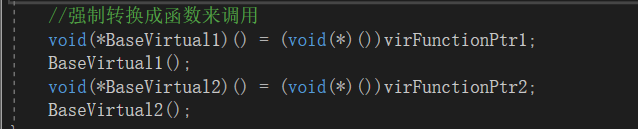 //强制转换成函数来调用
void(*BaseVirtual1)() = (void(*)())virFunctionPtr1;
BaseVirtual1();
void(*BaseVirtual2)() = (void(*)())virFunctionPtr2;
BaseVirtual2();